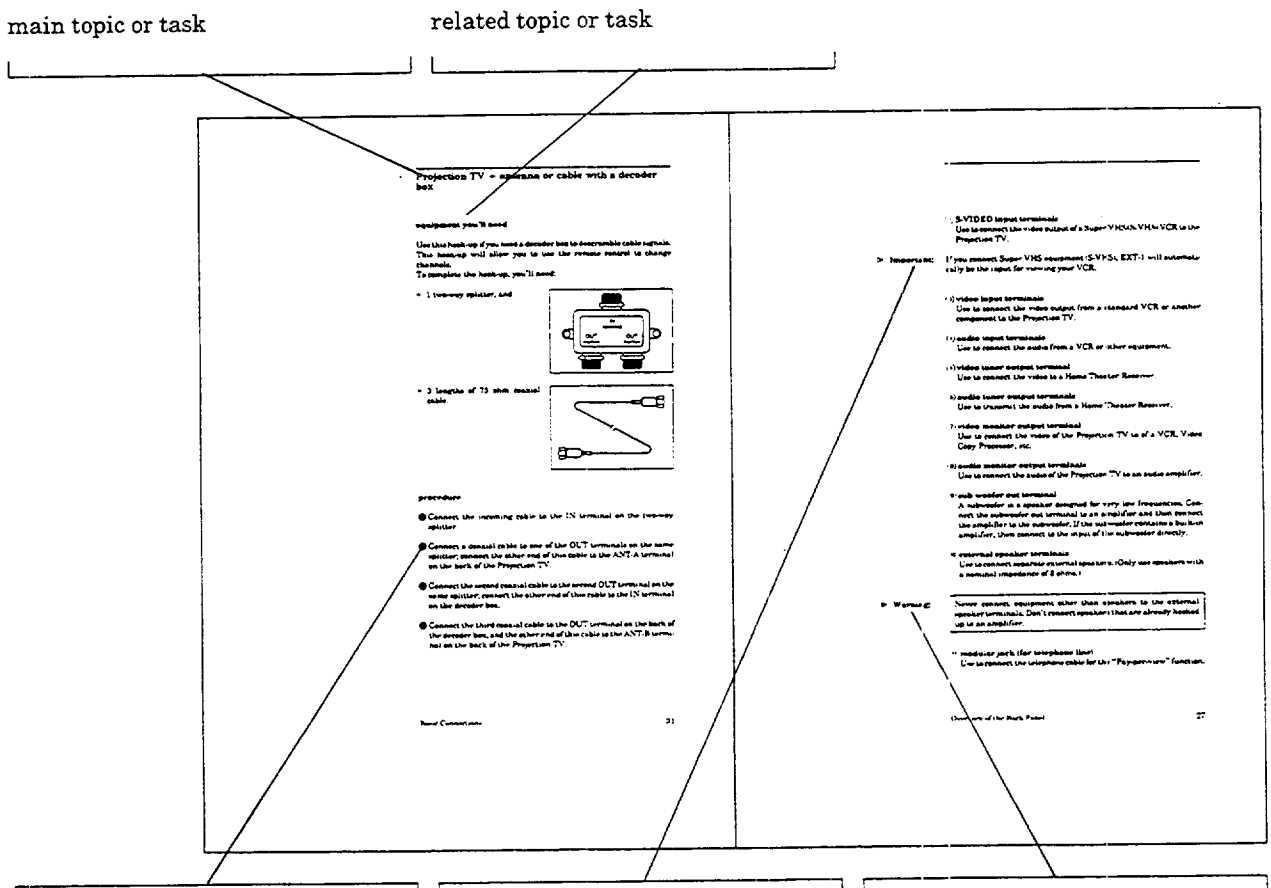 main topic or task
related topic or task
Projection TV + antenna or cable with a decoder
box
equipment you'll need
Use this hook-up if you need a decoder box to descramble cable signals.
This hook-up will allow you to use the remote control to change
channels.
To complete the hook-up, you'll need:
1 two-way splitter, and
IN
OUT OUT
3 lengths of 75 ohm coaxial
cable
procedure
Connect the incoming cable to the IN terminal on the two-way
splitter
Connect a coaxial cable to one of the OUT terminals on the same
splitter; connect the other end of this cable to the ANT-A terminal
on the back of the Projection TV.
Connect the second coaxial cable to the second OUT terminal on the
same splitter; connect the other end of this cable to the IN terminal
on the decoder box.
Connect the third coaxial cable to the OUT terminal on the back of
the decoder box, and the other end of this cable to the ANT-B termi-
nal on the back of the Projection TV.
Basic Connections 31
S-VIDEO input terminals
Use to connect the video output of a Super VHS VCR to the
Projection TV.
Important: If you connect Super VHS equipment (S-VHS), EXT-1 will automati-
cally be the input for viewing your VCR.
video input terminals
Use to connect the video output from a standard VCR or another
component to the Projection TV.
audio input terminals
Use to connect the audio from a VCR or other equipment.
video tuner output terminal
Use to connect the video to a Home Theater Receiver.
audio tuner output terminals
Use to transmit the audio from a Home Theater Receiver.
video monitor output terminal
Use to connect the video of the Projection TV to of a VCR, Video
Copy Processor, etc.
audio monitor output terminals
Use to connect the audio of the Projection TV to an audio amplifier.
sub woofer out terminal
A subwoofer is a speaker designed for very low frequencies. Con-
nect the subwoofer out terminal to an amplifier and then connect
the amplifier to the subwoofer. If the subwoofer contains a built-in
amplifier, then connect to the input of the subwoofer directly.
external speaker terminals
Use to connect separate external speakers. (Only use speakers with
a nominal impedance of 8 ohms.)
Warning: Never connect equipment other than speakers to the external
speaker terminals. Don't connect speakers that are already hooked
up to an amplifier.
modular jack (for telephone line)
Use to connect the telephone cable for the "Pay-per-view" function.
Overview of the Back Panel 27